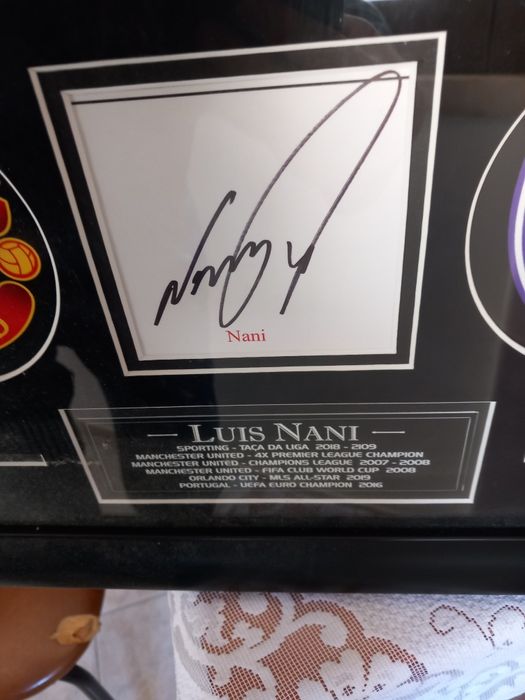 Nani
Nani
— LUIS NANI —
SPORTING - TAÇA DA LIGA 2018 - 2109
MANCHESTER UNITED - 4X PREMIER LEAGUE CHAMPION
MANCHESTER UNITED - CHAMPIONS LEAGUE 2007 - 2008
MANCHESTER UNITED - FIFA CLUB WORLD CUP 2008
ORLANDO CITY - MLS ALL-STAR 2019
PORTUGAL - UEFA EURO CHAMPION 2016